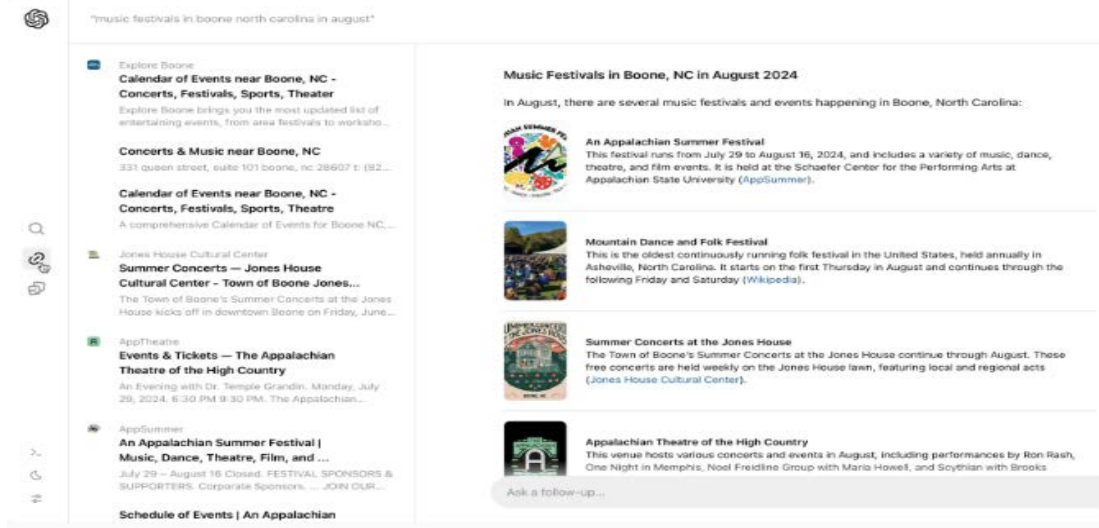 "music festivals in boone north carolina in august"
Explore Boone
Calendar of Events near Boone, NC -
Concerts, Festivals, Sports, Theater
Explore Boone brings you the most updated list of
entertaining events, from area festivals to worksho...
Concerts & Music near Boone, NC
331 queen street, suite 101 boone, nc 28607 t: (82...
Calendar of Events near Boone, NC -
Concerts, Festivals, Sports, Theatre
A comprehensive Calendar of Events for Boone NC,...
Jones House Cultural Center
Summer Concerts — Jones House
Cultural Center - Town of Boone Jones...
The Town of Boone's Summer Concerts at the Jones
House kicks off in downtown Boone on Friday, June...
AppTheatre
Events & Tickets — The Appalachian
Theatre of the High Country
An Evening with Dr. Temple Grandin. Monday, July
29, 2024. 6:30 PM 9:30 PM. The Appalachian...
AppSummer
An Appalachian Summer Festival |
Music, Dance, Theatre, Film, and ...
July 29 – August 16 Closed. FESTIVAL SPONSORS &
SUPPORTERS. Corporate Sponsors. ... JOIN OUR...
Schedule of Events | An Appalachian
Music Festivals in Boone, NC in August 2024
In August, there are several music festivals and events happening in Boone, North Carolina:
An Appalachian Summer Festival
This festival runs from July 29 to August 16, 2024, and includes a variety of music, dance,
theatre, and film events. It is held at the Schaefer Center for the Performing Arts at
Appalachian State University (AppSummer).
Mountain Dance and Folk Festival
This is the oldest continuously running folk festival in the United States, held annually in
Asheville, North Carolina. It starts on the first Thursday in August and continues through the
following Friday and Saturday (Wikipedia).
Summer Concerts at the Jones House
The Town of Boone's Summer Concerts at the Jones House continue through August. These
free concerts are held weekly on the Jones House lawn, featuring local and regional acts
(Jones House Cultural Center).
Appalachian Theatre of the High Country
This venue hosts various concerts and events in August, including performances by Ron Rash,
One Night in Memphis, Noel Freidline Group with Maria Howell, and Scythian with Brooks
Ask a follow-up...